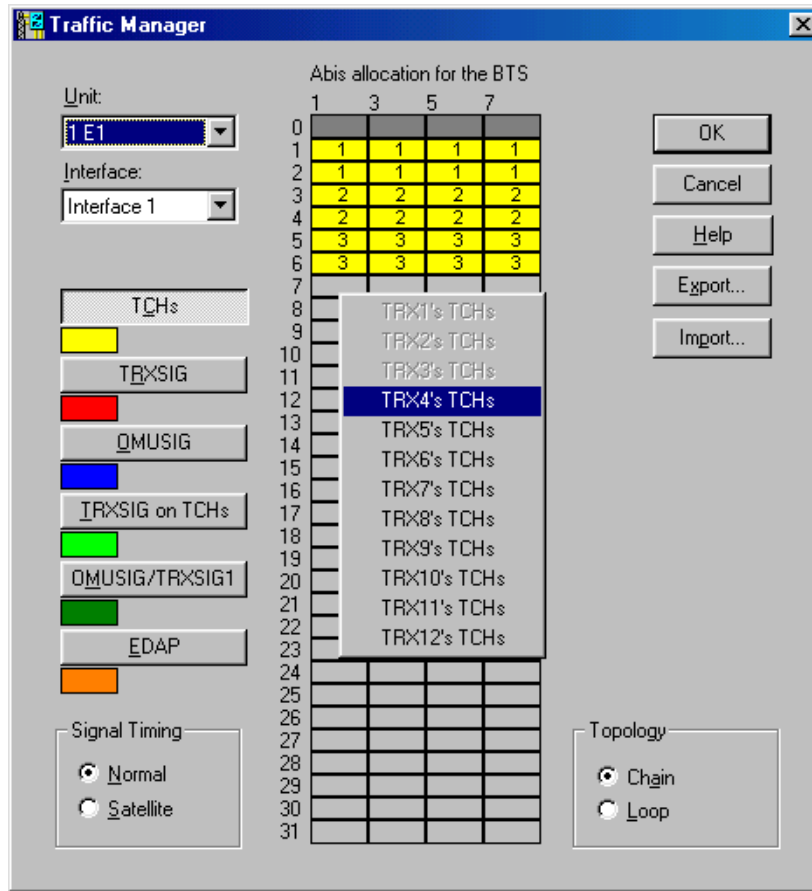 Traffic Manager
Abis allocation for the BTS
Unit:
1 E1
Interface:
Interface 1
1 3 5 7
0
1 1 1 1 1
2 1 1 1 1
3 2 2 2 2
4 2 2 2 2
5 3 3 3 3
6 3 3 3 3
7
8
9
10
11
12
13
14
15
16
17
18
19
20
21
22
23
24
25
26
27
28
29
30
31
TRX1's TCHs
TRX2's TCHs
TRX3's TCHs
TRX4's TCHs
TRX5's TCHs
TRX6's TCHs
TRX7's TCHs
TRX8's TCHs
TRX9's TCHs
TRX10's TCHs
TRX11's TCHs
TRX12's TCHs
OK
Cancel
Help
Export...
Import...
TCHs
TRXSIG
OMUSIG
TRXSIG on TCHs
OMUSIG/TRXSIG1
EDAP
Signal Timing
Normal
Satellite
Topology
Chain
Loop